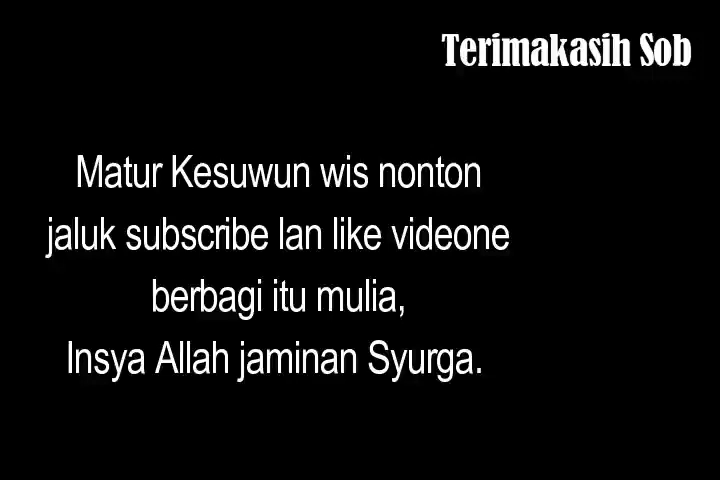 Terimakasih Sob
Matur Kesuwun wis nonton
jaluk subscribe lan like videone
berbagi itu mulia,
Insya Allah jaminan Syurga.